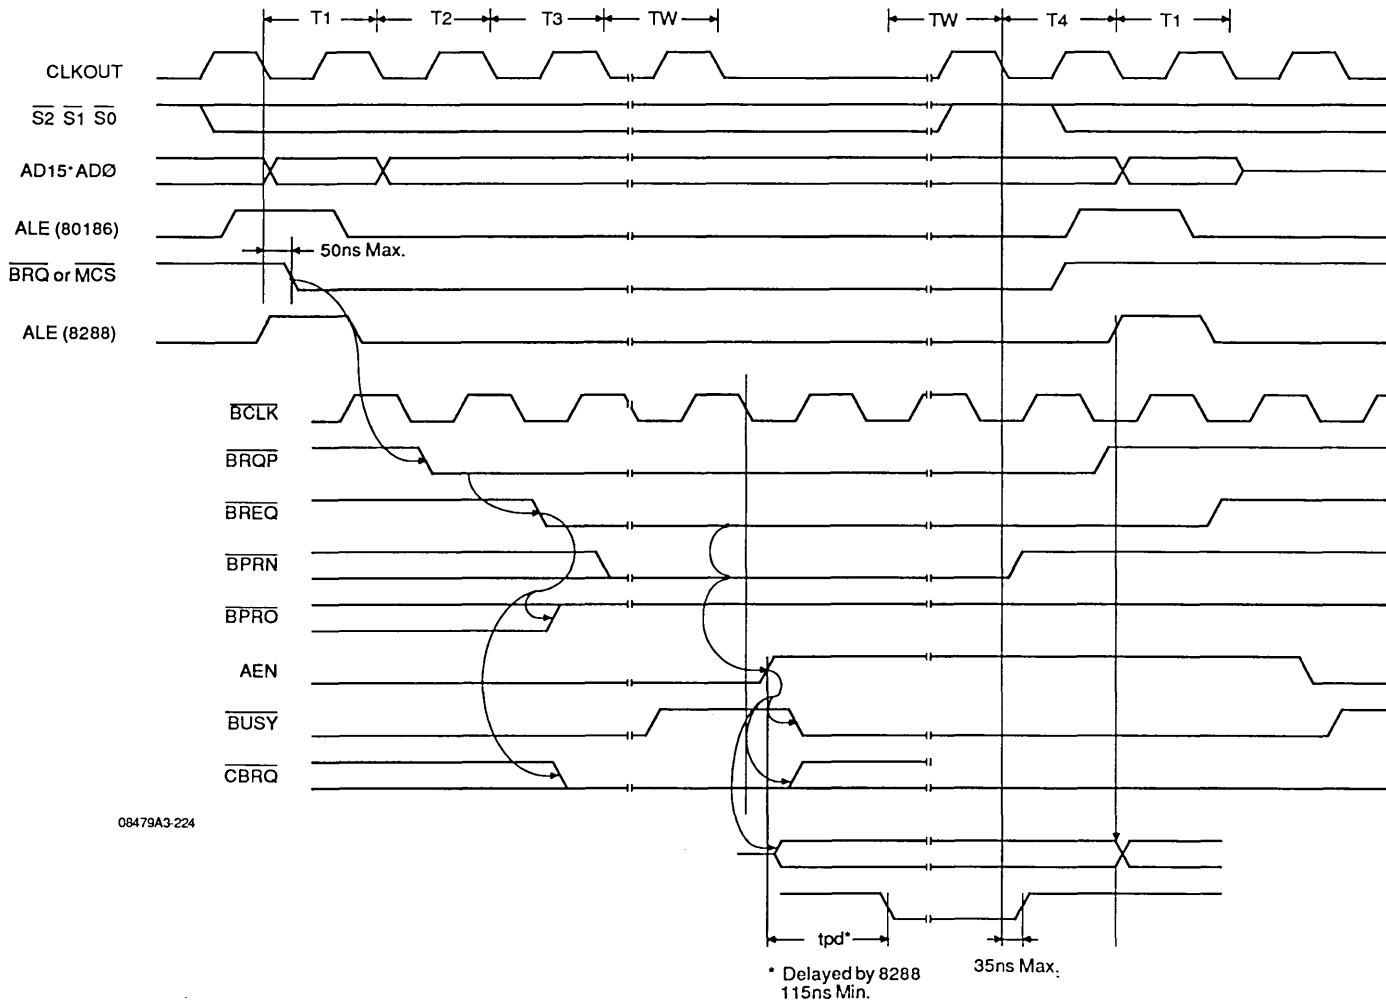 T1 T2 T3 TW TW T4 T1
CLKOUT
S2 S1 S0
AD15*ADØ
ALE (80186)
50ns Max.
BRQ or MCS
ALE (8288)
BCLK
BRQP
BREQ
BPRN
BPRO
AEN
BUSY
CBRQ
08479A3-224
tpd*
35ns Max.
* Delayed by 8288
115ns Min.